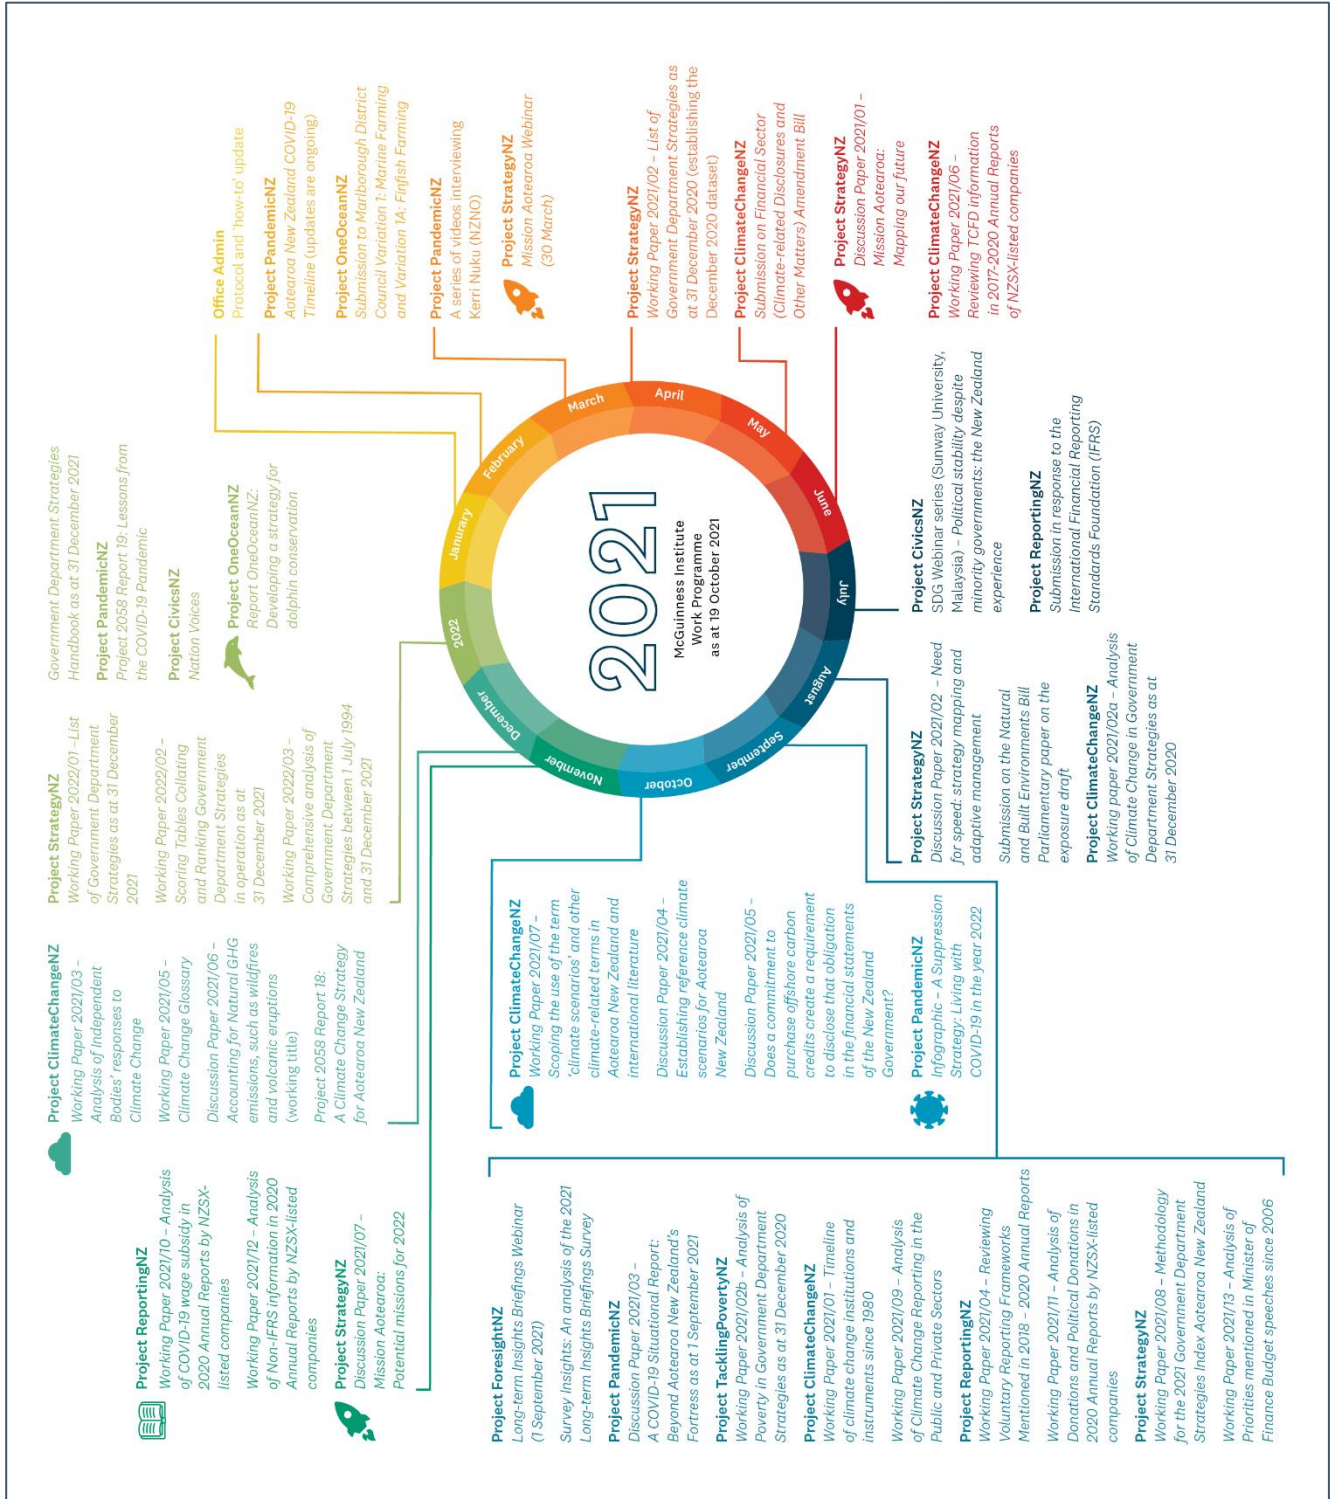 2021
McGuinness Institute
Work Programme
as at 19 October 2021
Janurary
February
March
April
May
June
July
August
September
October
November
December
2022
Office Admin
Protocol and 'how-to' update
Project PandemicNZ
Aotearoa New Zealand COVID-19
Timeline (updates are ongoing)
Project OneOceanNZ
Submission to Marlborough District
Council Variation 1: Marine Farming
and Variation 1A: Finfish Farming
Project PandemicNZ
A series of videos interviewing
Kerri Nuku (NZNO)
Project StrategyNZ
Mission Aotearoa Webinar
(30 March)
Project StrategyNZ
Working Paper 2021/02 – List of
Government Department Strategies as
at 31 December 2020 (establishing the
December 2020 dataset)
Project ClimateChangeNZ
Submission on Financial Sector
(Climate-related Disclosures and
Other Matters) Amendment Bill
Project StrategyNZ
Discussion Paper 2021/01 –
Mission Aotearoa:
Mapping our future
Project ClimateChangeNZ
Working Paper 2021/06 –
Reviewing TCFD information
in 2017-2020 Annual Reports
of NZSX-listed companies
Project CivicsNZ
SDG Webinar series (Sunway University,
Malaysia) – Political stability despite
minority governments: the New Zealand
experience
Project ReportingNZ
Submission in response to the
International Financial Reporting
Standards Foundation (IFRS)
Project StrategyNZ
Discussion Paper 2021/02 – Need
for speed: strategy mapping and
adaptive management
Submission on the Natural
and Built Environments Bill
Parliamentary paper on the
exposure draft
Project ClimateChangeNZ
Working paper 2021/02a – Analysis
of Climate Change in Government
Department Strategies as at
31 December 2020
Project ForesightNZ
Long-term Insights Briefings Webinar
(1 September 2021)
Survey Insights: An analysis of the 2021
Long-term Insights Briefings Survey
Project PandemicNZ
Discussion Paper 2021/03 –
A COVID-19 Situational Report:
Beyond Aotearoa New Zealand's
Fortress as at 1 September 2021
Project TacklingPovertyNZ
Working Paper 2021/02b – Analysis of
Poverty in Government Department
Strategies as at 31 December 2020
Project ClimateChangeNZ
Working Paper 2021/01 – Timeline
of climate change institutions and
instruments since 1980
Working Paper 2021/09 – Analysis
of Climate Change Reporting in the
Public and Private Sectors
Project ReportingNZ
Working Paper 2021/04 – Reviewing
Voluntary Reporting Frameworks
Mentioned in 2018 - 2020 Annual Reports
Working Paper 2021/11 – Analysis of
Donations and Political Donations in
2020 Annual Reports by NZSX-listed
companies
Project StrategyNZ
Working Paper 2021/08 – Methodology
for the 2021 Government Department
Strategies Index Aotearoa New Zealand
Working Paper 2021/13 – Analysis of
Priorities mentioned in Minister of
Finance Budget speeches since 2006
Project ClimateChangeNZ
Working Paper 2021/07 –
Scoping the use of the term
'climate scenarios' and other
climate-related terms in
Aotearoa New Zealand and
international literature
Discussion Paper 2021/04 –
Establishing reference climate
scenarios for Aotearoa
New Zealand
Discussion Paper 2021/05 –
Does a commitment to
purchase offshore carbon
credits create a requirement
to disclose that obligation
in the financial statements
of the New Zealand
Government?
Project PandemicNZ
Infographic – A Suppression
Strategy: Living with
COVID-19 in the year 2022
Project ReportingNZ
Working Paper 2021/10 – Analysis
of COVID-19 wage subsidy in
2020 Annual Reports by NZSX-
listed companies
Working Paper 2021/12 – Analysis
of Non-IFRS information in 2020
Annual Reports by NZSX-listed
companies
Project StrategyNZ
Discussion Paper 2021/07 –
Mission Aotearoa:
Potential missions for 2022
Project ClimateChangeNZ
Working Paper 2021/03 –
Analysis of Independent
Bodies' responses to
Climate Change
Working Paper 2021/05 –
Climate Change Glossary
Discussion Paper 2021/06 –
Accounting for Natural GHG
emissions, such as wildfires
and volcanic eruptions
(working title)
Project 2058 Report 18:
A Climate Change Strategy
for Aotearoa New Zealand
Project StrategyNZ
Working Paper 2022/01 –List
of Government Department
Strategies as at 31 December
2021
Working Paper 2022/02 –
Scoring Tables Collating
and Ranking Government
Department Strategies
in operation as at
31 December 2021
Working Paper 2022/03 –
Comprehensive analysis of
Government Department
Strategies between 1 July 1994
and 31 December 2021
Government Department Strategies
Handbook as at 31 December 2021
Project PandemicNZ
Project 2058 Report 19: Lessons from
the COVID-19 Pandemic
Project CivicsNZ
Nation Voices
Project OneOceanNZ
Report OneOceanNZ:
Developing a strategy for
dolphin conservation